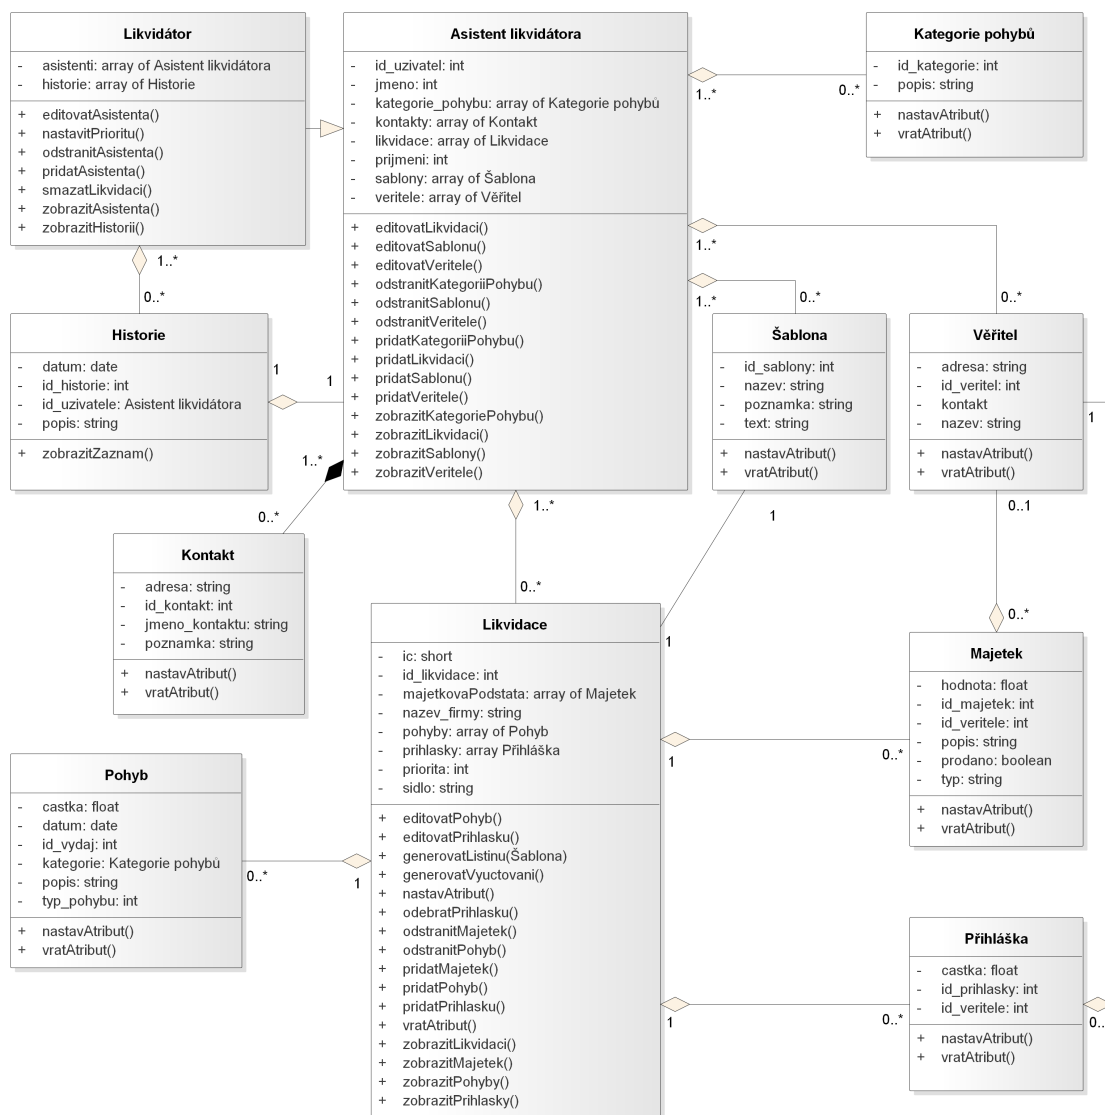 Likvidátor
- asistenti: array of Asistent likvidátora
- historie: array of Historie
+ editovatAsistenta()
+ nastavitPrioritu()
+ odstranitAsistenta()
+ pridatAsistenta()
+ smazatLikvidaci()
+ zobrazitAsistenta()
+ zobrazitHistorii()
Asistent likvidátora
- id_uzivatel: int
- jmeno: int
- kategorie_pohybu: array of Kategorie pohybů
- kontakty: array of Kontakt
- likvidace: array of Likvidace
- prijmeni: int
- sablony: array of Šablona
- veritele: array of Věřitel
+ editovatLikvidaci()
+ editovatSablonu()
+ editovatVeritele()
+ odstranitKategoriiPohybu()
+ odstranitSablonu()
+ odstranitVeritele()
+ pridatKategoriiPohybu()
+ pridatLikvidaci()
+ pridatSablonu()
+ pridatVeritele()
+ zobrazitKategoriePohybu()
+ zobrazitLikvidaci()
+ zobrazitSablony()
+ zobrazitVeritele()
Kategorie pohybů
- id_kategorie: int
- popis: string
+ nastavAtribut()
+ vratAtribut()
1..*
0..*
1..*
0..*
1..*
0..*
1..*
0..*
Historie
- datum: date
- id_historie: int
- id_uzivatele: Asistent likvidátora
- popis: string
+ zobrazitZaznam()
1
1
Šablona
- id_sablony: int
- nazev: string
- poznamka: string
- text: string
+ nastavAtribut()
+ vratAtribut()
Věřitel
- adresa: string
- id_veritel: int
- kontakt
- nazev: string
+ nastavAtribut()
+ vratAtribut()
1
1..*
0..*
1..*
0..*
1
1
0..1
0..*
Kontakt
- adresa: string
- id_kontakt: int
- jmeno_kontaktu: string
- poznamka: string
+ nastavAtribut()
+ vratAtribut()
Likvidace
- ic: short
- id_likvidace: int
- majetkovaPodstata: array of Majetek
- nazev_firmy: string
- pohyby: array of Pohyb
- prihlasky: array Přihláška
- priorita: int
- sidlo: string
+ editovatPohyb()
+ editovatPrihlasku()
+ generovatListinu(Šablona)
+ generovatVyuctovani()
+ nastavAtribut()
+ odebratPrihlasku()
+ odstranitMajetek()
+ odstranitPohyb()
+ pridatMajetek()
+ pridatPohyb()
+ pridatPrihlasku()
+ vratAtribut()
+ zobrazitLikvidaci()
+ zobrazitMajetek()
+ zobrazitPohyby()
+ zobrazitPrihlasky()
Majetek
- hodnota: float
- id_majetek: int
- id_veritele: int
- popis: string
- prodano: boolean
- typ: string
+ nastavAtribut()
+ vratAtribut()
1
0..*
Pohyb
- castka: float
- datum: date
- id_vydaj: int
- kategorie: Kategorie pohybů
- popis: string
- typ_pohybu: int
+ nastavAtribut()
+ vratAtribut()
0..*
1
Přihláška
- castka: float
- id_prihlasky: int
- id_veritele: int
+ nastavAtribut()
+ vratAtribut()
1
0..*
0..